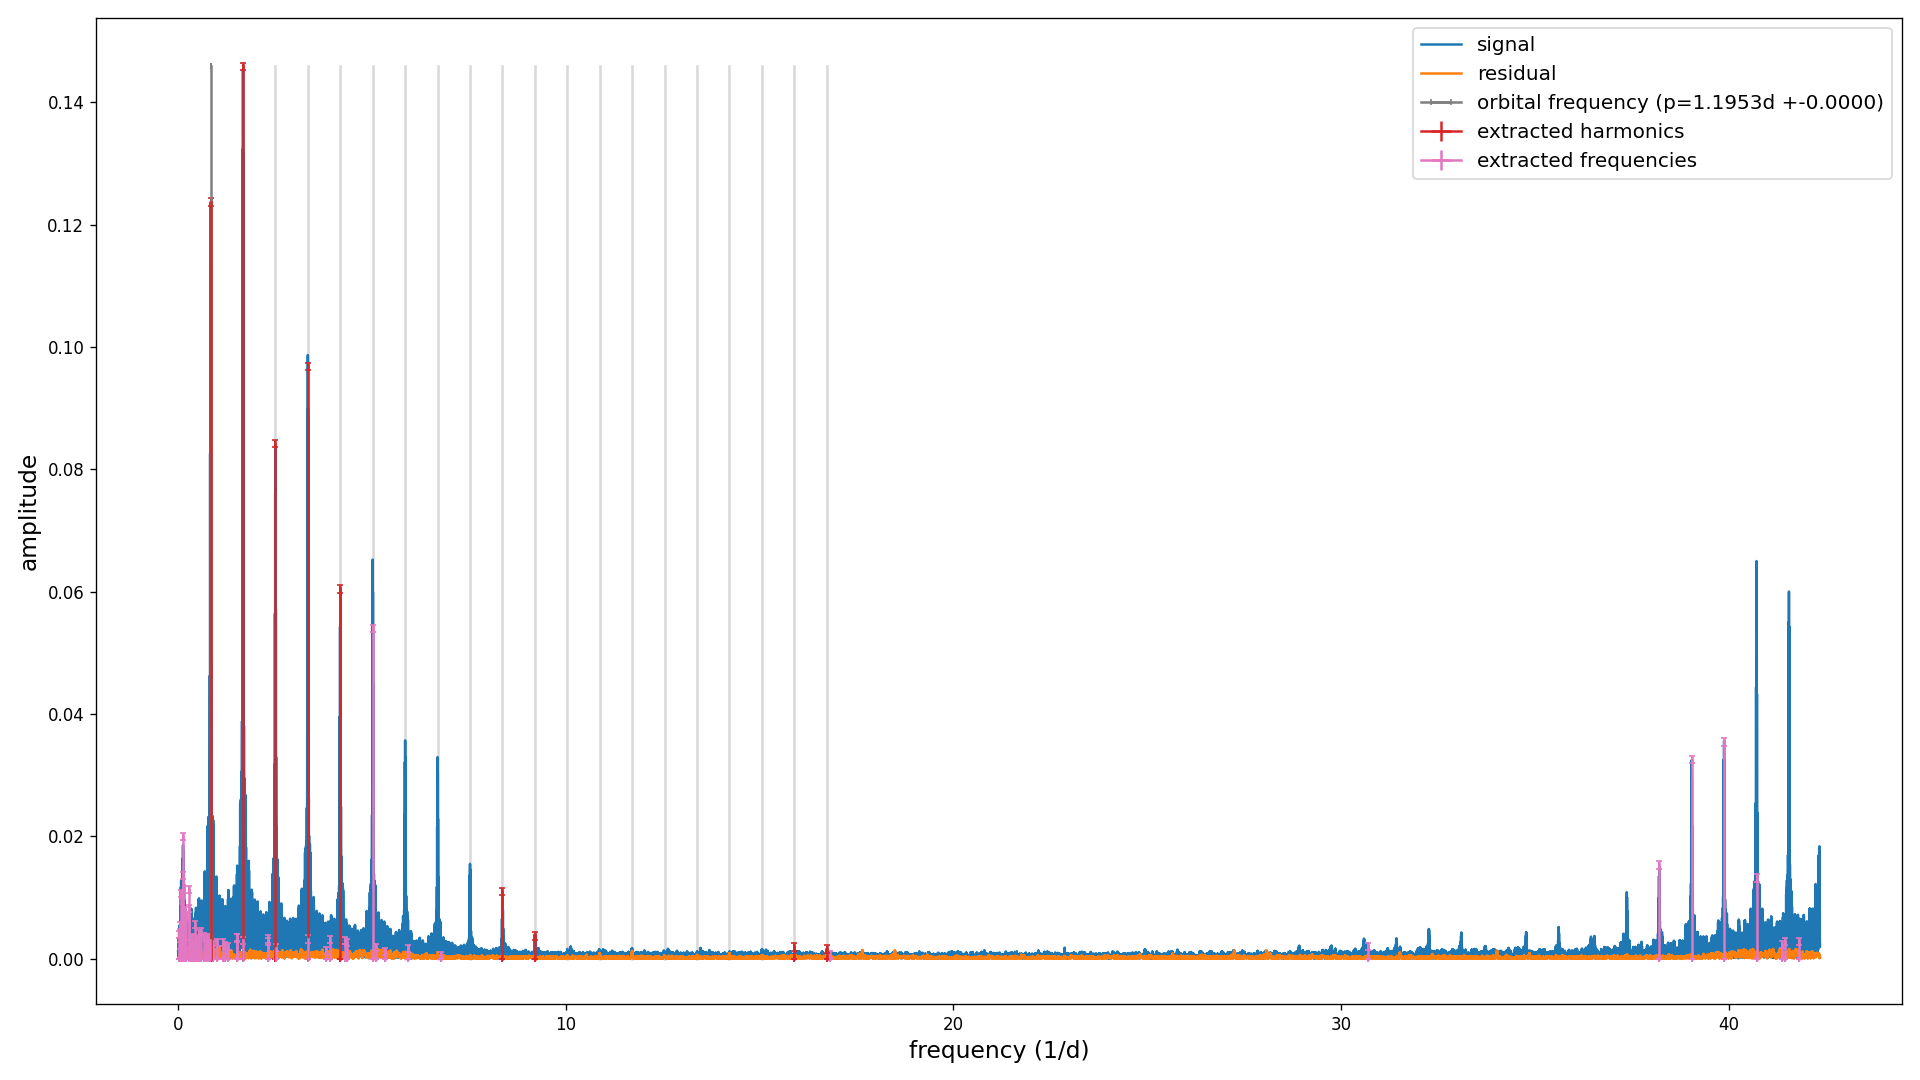 signal
residual
orbital frequency (p=1.1953d +-0.0000)
extracted harmonics
extracted frequencies
0.14
0.12
0.10
0.08
0.06
0.04
0.02
0.00
amplitude
0 10 20 30 40
frequency (1/d)